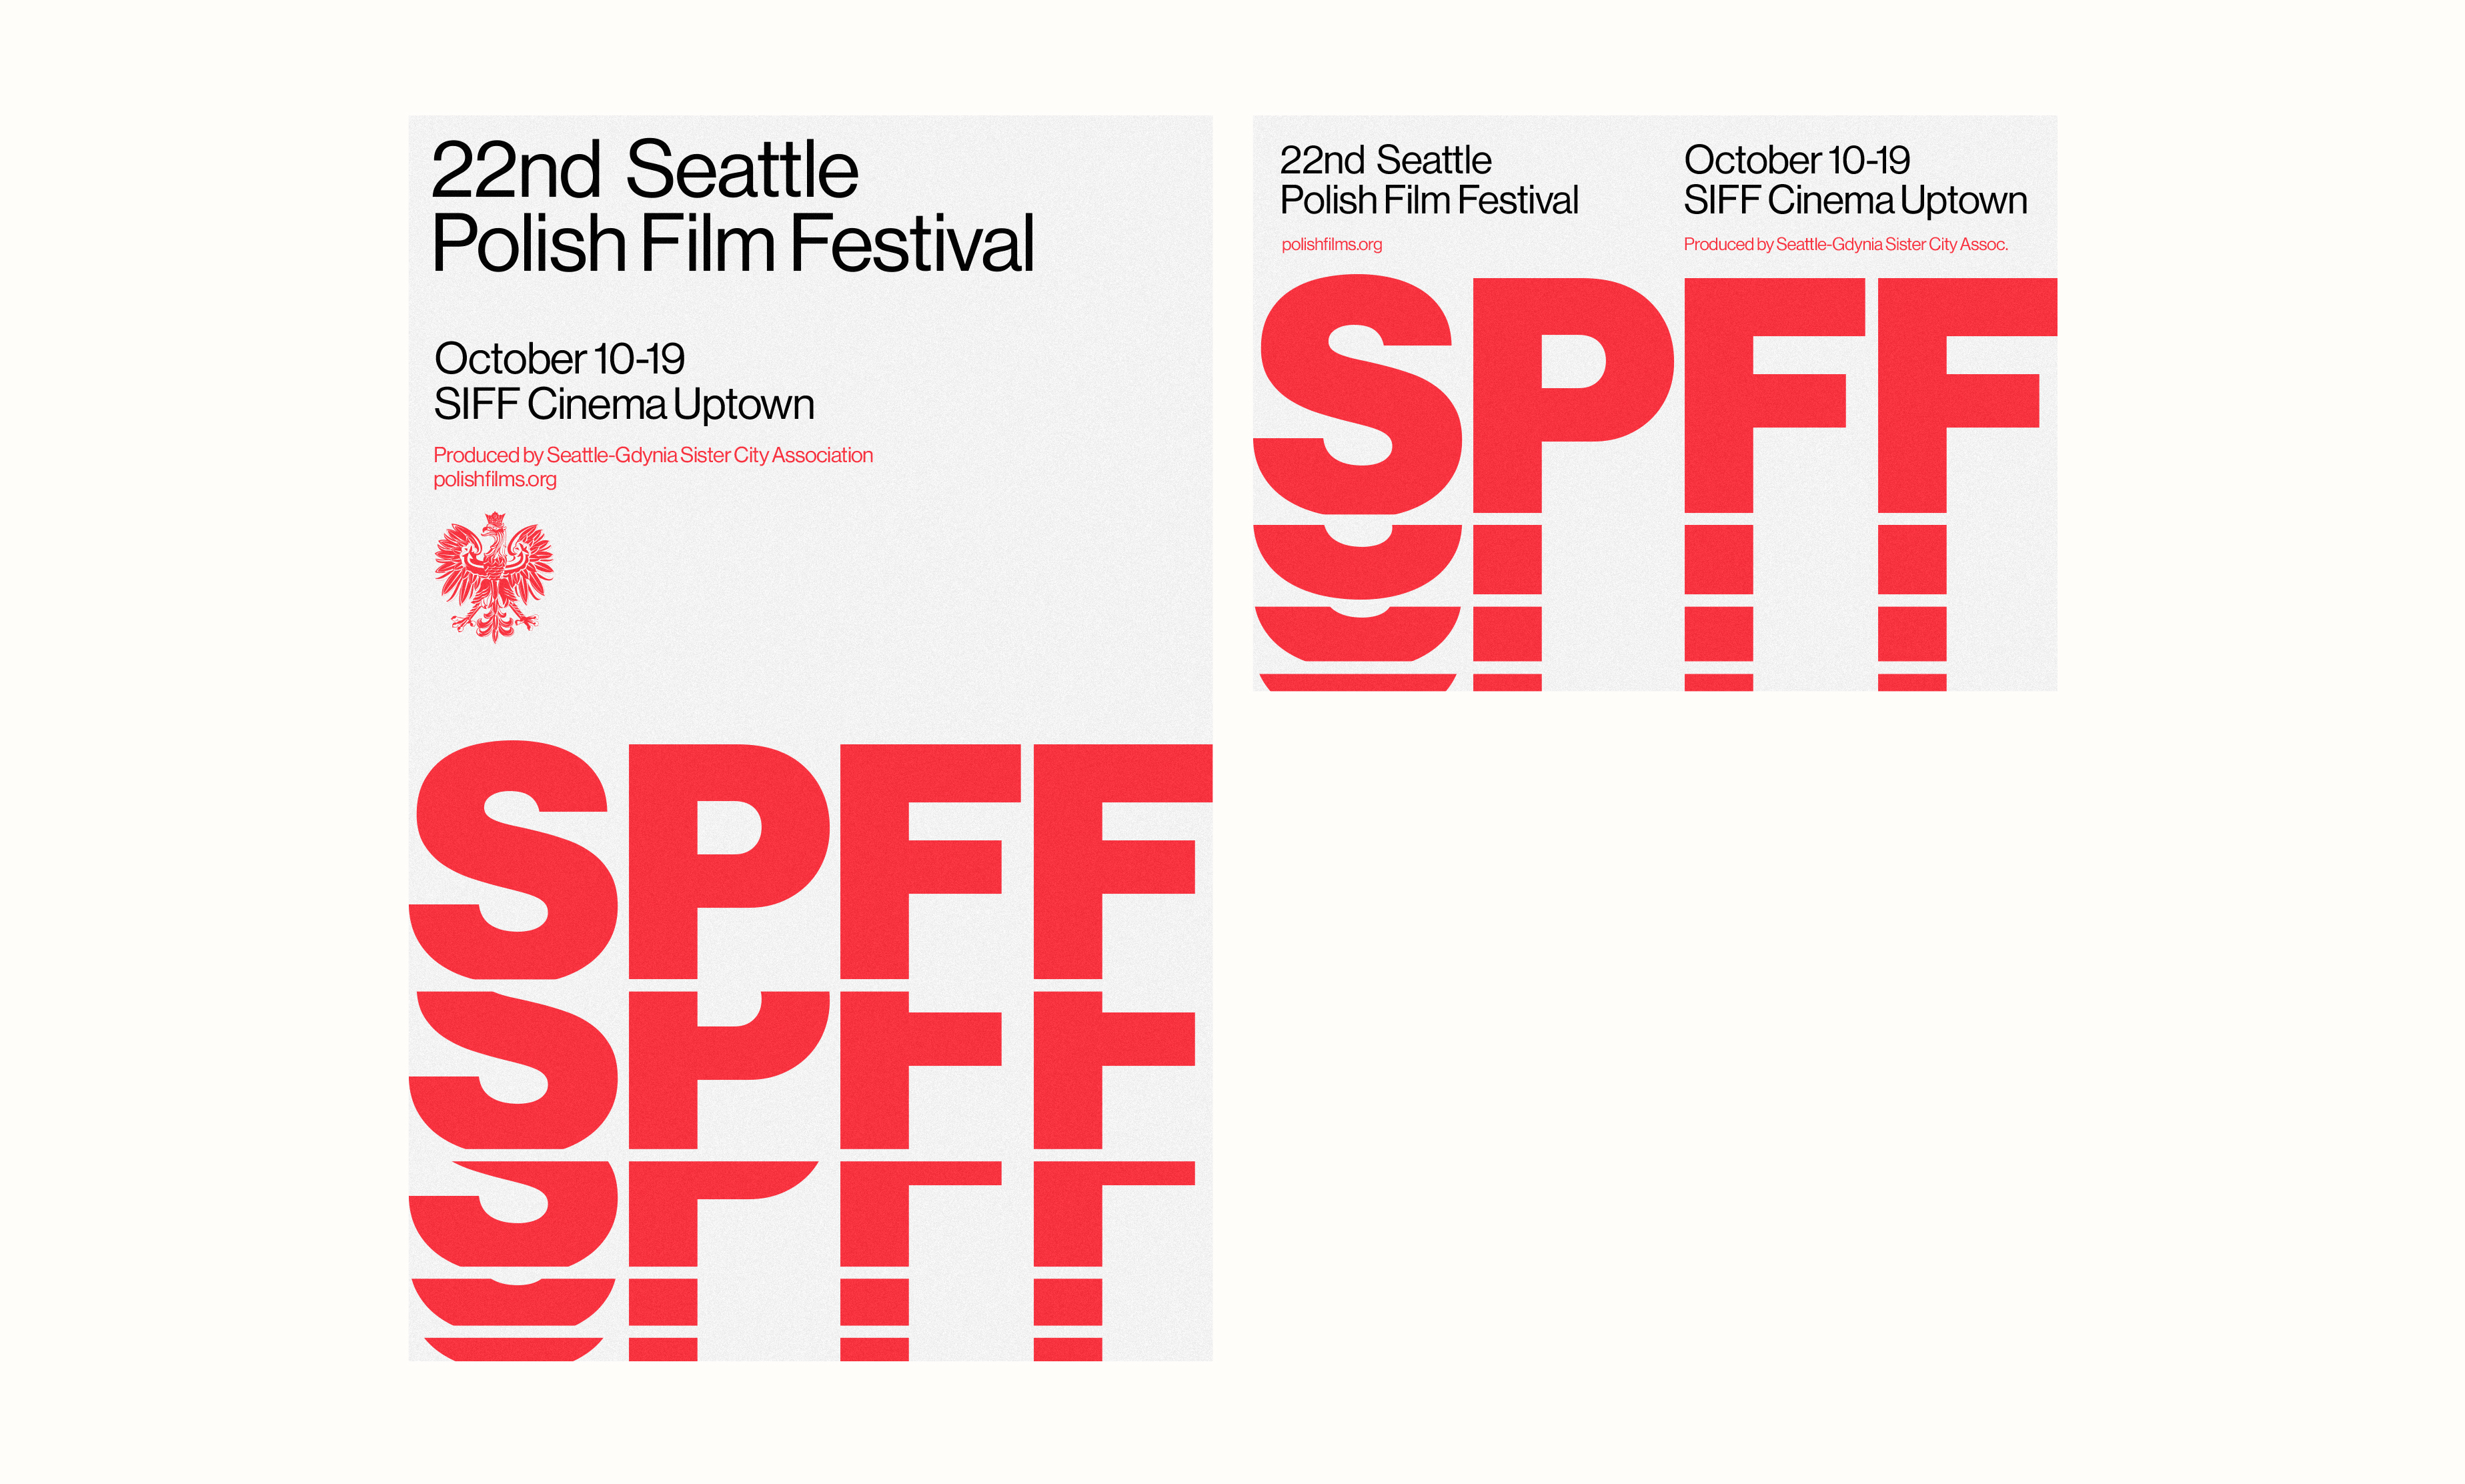 22nd Seattle
Polish Film Festival
October 10-19
SIFF Cinema Uptown
Produced by Seattle-Gdynia Sister City Association
polishfilms.org
SPFF
SPFF
SPFF
22nd Seattle
Polish Film Festival
polishfilms.org
October 10-19
SIFF Cinema Uptown
Produced by Seattle-Gdynia Sister City Assoc.
SPFF